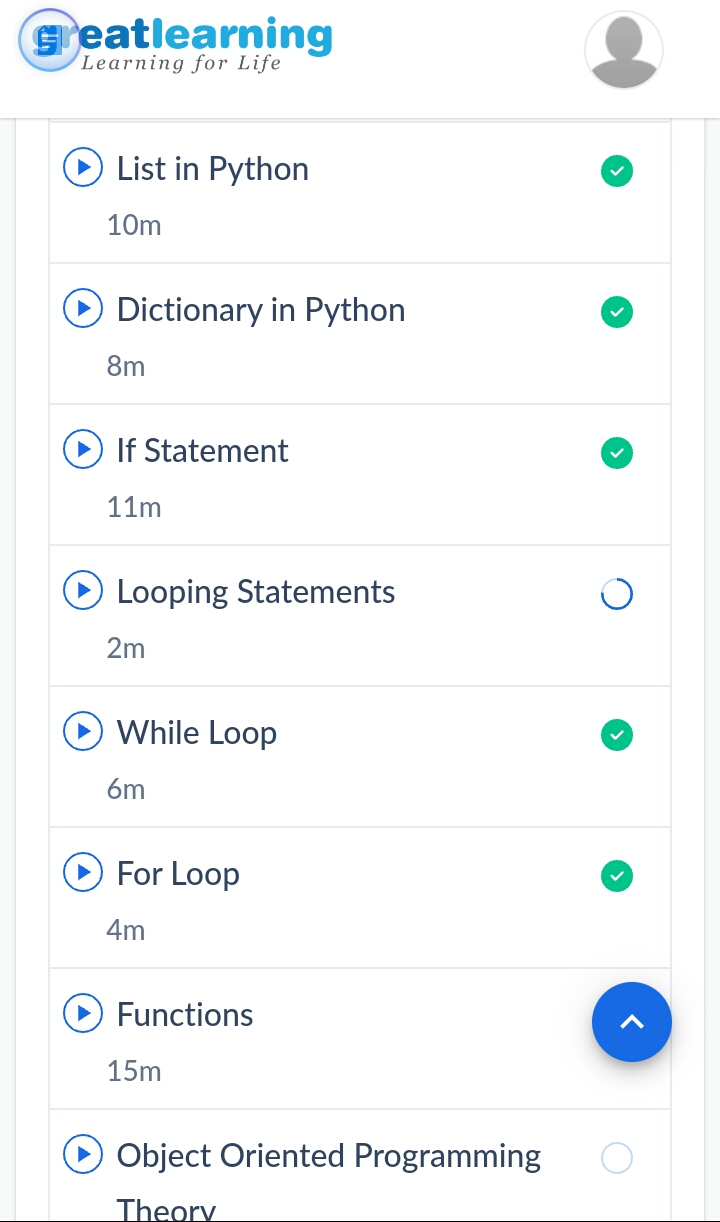 greatlearning
Learning for Life
List in Python
10m
Dictionary in Python
8m
If Statement
11m
Looping Statements
2m
While Loop
6m
For Loop
4m
Functions
15m
Object Oriented Programming
Theory